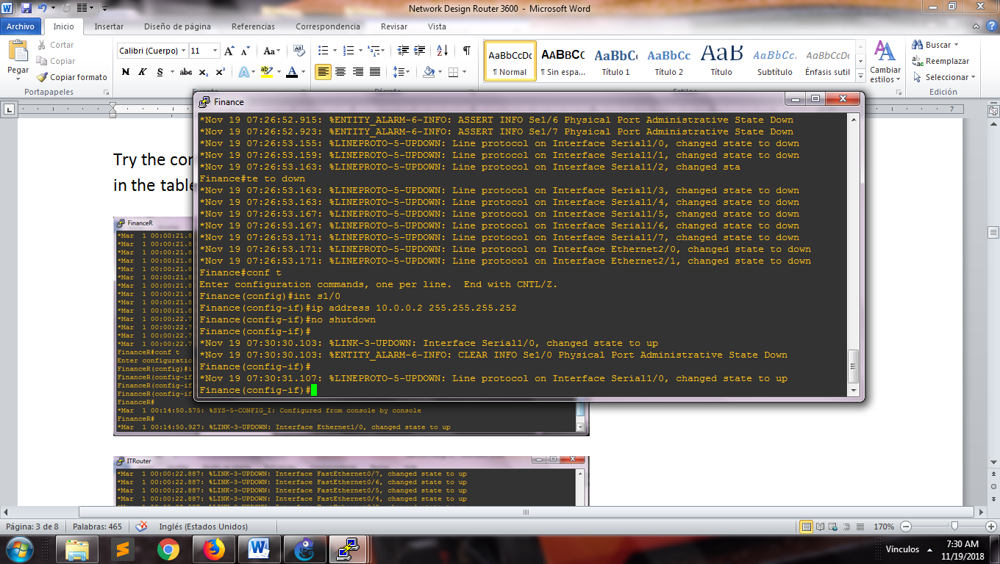 Network Design Router 3600 - Microsoft Word
Archivo Inicio Insertar Diseño de página Referencias Correspondencia Revisar Vista
Pegar
Cortar
Copiar
Copiar formato
Portapapeles
Calibri (Cuerpo) 11
N K S abc x₂ x²
AaBbCcDc AaBbCc AaBbC AaBbCc AaB AaBbCc. AaBbCcDc
¶ Normal ¶ Sin espa... Título 1 Título 2 Título Subtítulo Énfasis sutil
Cambiar estilos
Buscar
Reemplazar
Seleccionar
Edición
Finance
*Nov 19 07:26:52.915: %ENTITY_ALARM-6-INFO: ASSERT INFO Se1/6 Physical Port Administrative State Down
*Nov 19 07:26:52.923: %ENTITY_ALARM-6-INFO: ASSERT INFO Se1/7 Physical Port Administrative State Down
*Nov 19 07:26:53.155: %LINEPROTO-5-UPDOWN: Line protocol on Interface Serial1/0, changed state to down
*Nov 19 07:26:53.159: %LINEPROTO-5-UPDOWN: Line protocol on Interface Serial1/1, changed state to down
*Nov 19 07:26:53.163: %LINEPROTO-5-UPDOWN: Line protocol on Interface Serial1/2, changed sta
Finance#te to down
*Nov 19 07:26:53.163: %LINEPROTO-5-UPDOWN: Line protocol on Interface Serial1/3, changed state to down
*Nov 19 07:26:53.163: %LINEPROTO-5-UPDOWN: Line protocol on Interface Serial1/4, changed state to down
*Nov 19 07:26:53.167: %LINEPROTO-5-UPDOWN: Line protocol on Interface Serial1/5, changed state to down
*Nov 19 07:26:53.167: %LINEPROTO-5-UPDOWN: Line protocol on Interface Serial1/6, changed state to down
*Nov 19 07:26:53.171: %LINEPROTO-5-UPDOWN: Line protocol on Interface Serial1/7, changed state to down
*Nov 19 07:26:53.171: %LINEPROTO-5-UPDOWN: Line protocol on Interface Ethernet2/0, changed state to down
*Nov 19 07:26:53.171: %LINEPROTO-5-UPDOWN: Line protocol on Interface Ethernet2/1, changed state to down
Finance#conf t
Enter configuration commands, one per line.  End with CNTL/Z.
Finance(config)#int s1/0
Finance(config-if)#ip address 10.0.0.2 255.255.255.252
Finance(config-if)#no shutdown
Finance(config-if)#
*Nov 19 07:30:30.103: %LINK-3-UPDOWN: Interface Serial1/0, changed state to up
*Nov 19 07:30:30.103: %ENTITY_ALARM-6-INFO: CLEAR INFO Se1/0 Physical Port Administrative State Down
Finance(config-if)#
*Nov 19 07:30:31.107: %LINEPROTO-5-UPDOWN: Line protocol on Interface Serial1/0, changed state to up
Finance(config-if)#
Try the con
in the table
FinanceR
*Mar 1 00:00:21.8
*Mar 1 00:00:21.8
*Mar 1 00:00:21.8
*Mar 1 00:00:21.8
*Mar 1 00:00:21.8
*Mar 1 00:00:21.8
*Mar 1 00:00:21.8
*Mar 1 00:00:21.8
*Mar 1 00:00:21.8
*Mar 1 00:00:21.8
*Mar 1 00:00:22.7
*Mar 1 00:00:22.7
*Mar 1 00:00:22.7
*Mar 1 00:00:22.7
FinanceR#conf t
Enter configuratio
FinanceR(config)#i
FinanceR(config-if
FinanceR(config-if
FinanceR(config-if
FinanceR#
*Mar 1 00:14:50.575: %SYS-5-CONFIG_I: Configured from console by console
FinanceR#
*Mar 1 00:14:50.927: %LINK-3-UPDOWN: Interface Ethernet1/0, changed state to up
ITRouter
*Mar 1 00:00:22.887: %LINK-3-UPDOWN: Interface FastEthernet0/7, changed state to up
*Mar 1 00:00:22.887: %LINK-3-UPDOWN: Interface FastEthernet0/6, changed state to up
*Mar 1 00:00:22.887: %LINK-3-UPDOWN: Interface FastEthernet0/5, changed state to up
*Mar 1 00:00:22.887: %LINK-3-UPDOWN: Interface FastEthernet0/4, changed state to up
Página: 3 de 8 Palabras: 465 Inglés (Estados Unidos) 170%
Vínculos
7:30 AM
11/19/2018